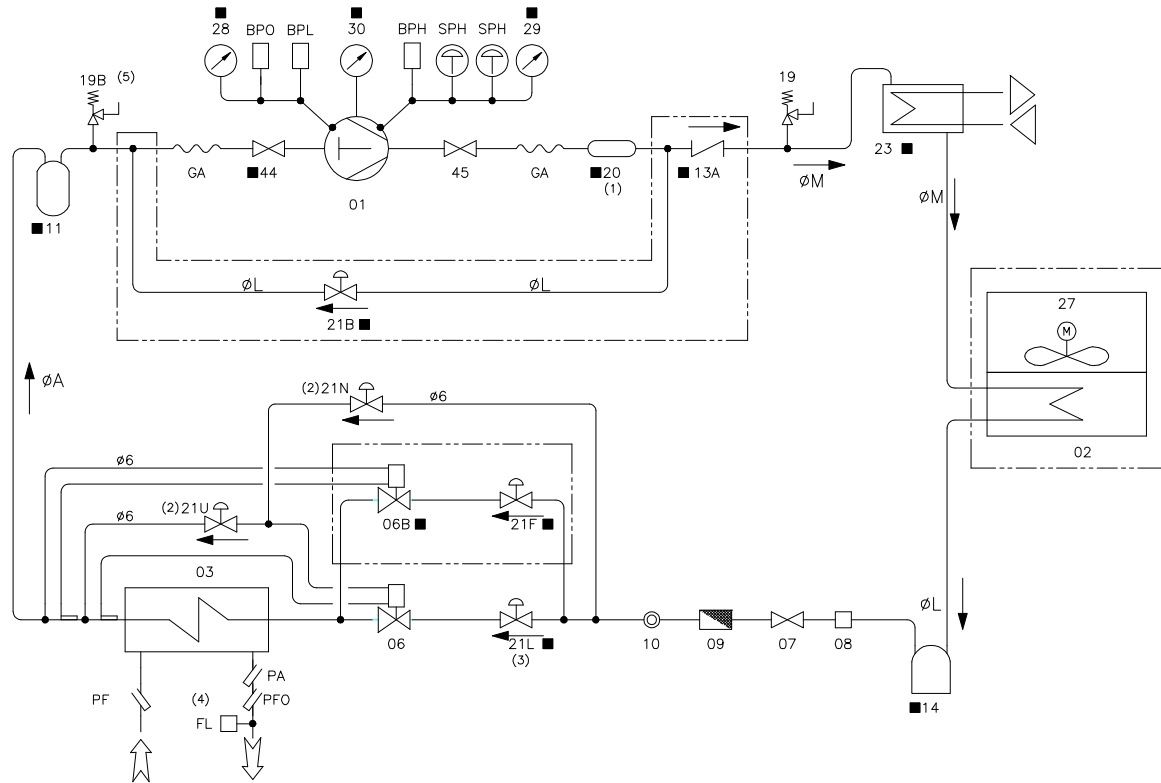 28
BPO
BPL
30
BPH
SPH
SPH
29
19B (5)
19
GA
44
01
45
GA
20
(1)
13A
ØM
23
11
ØM
ØL
ØL
21B
27
M
02
ØA
(2)21N
ø6
ø6
06B
21F
(2)21U
ø6
03
06
21L
(3)
10
09
07
08
ØL
14
PF
(4)
PA
PFO
FL